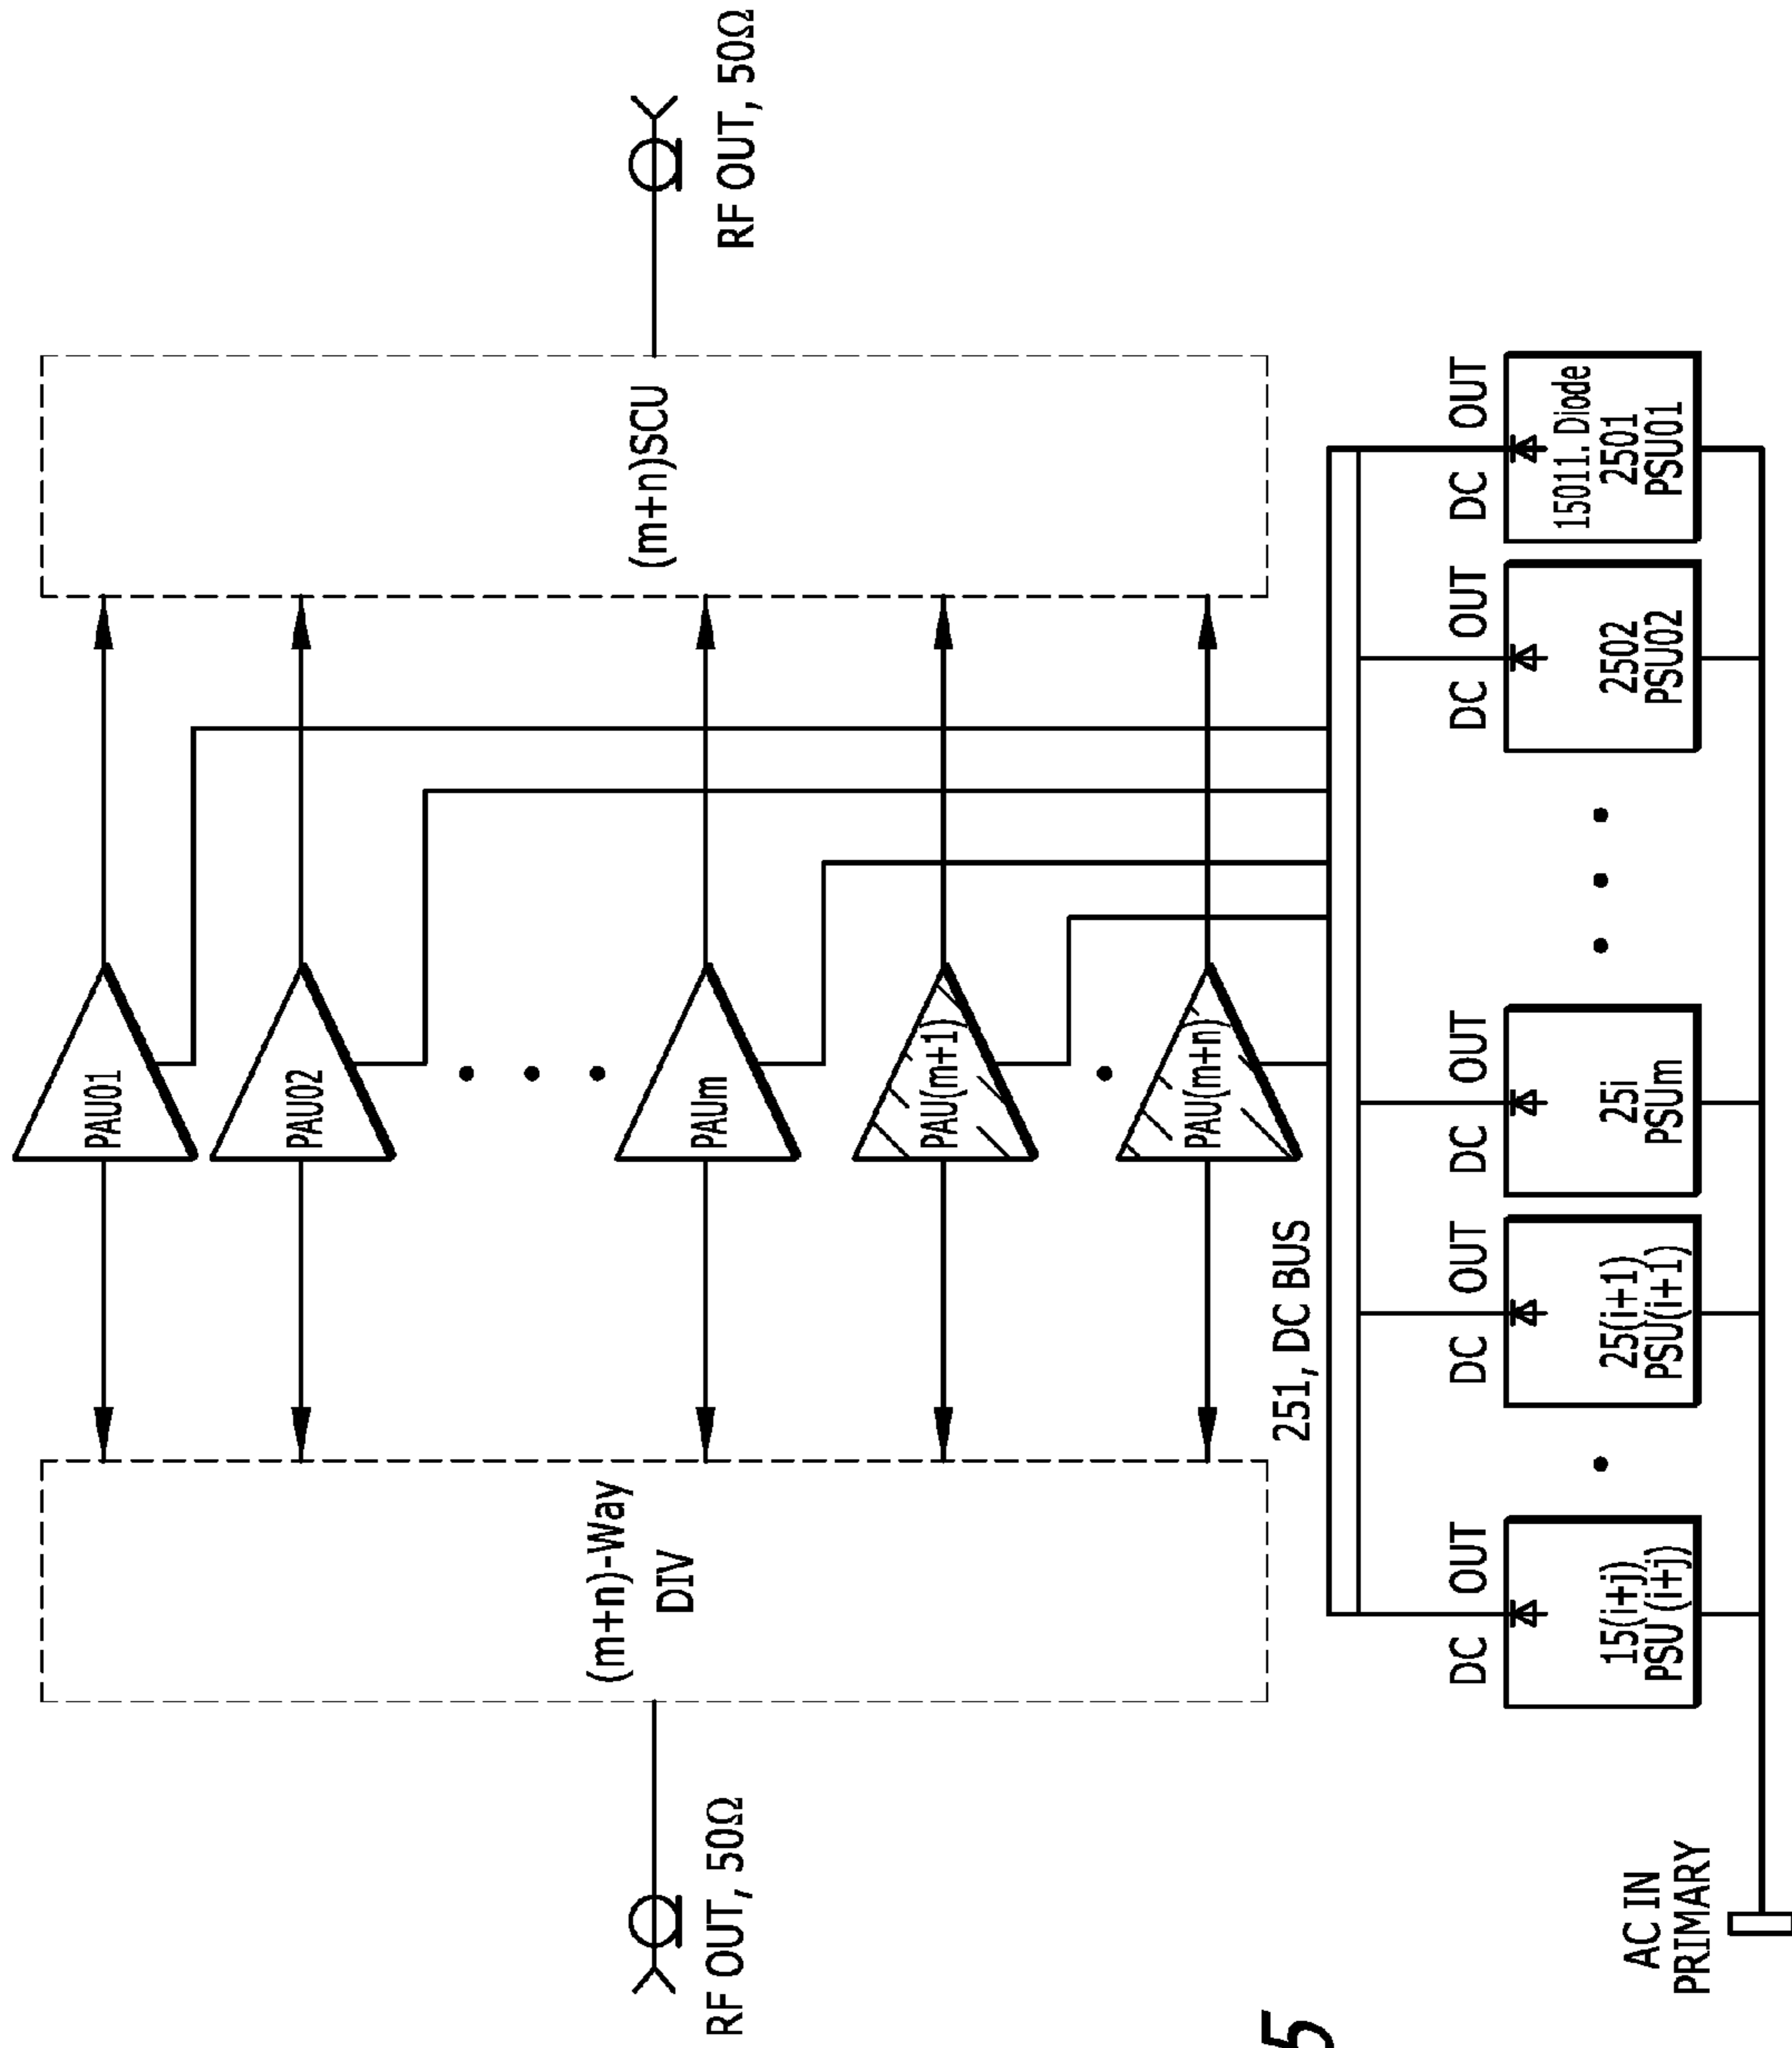 RF OUT, 50Ω
(m+n)-Way
DIV
PAU01
PAU02
PAUm
PAU(m+1)
PAU(m+n)
(m+n)SCU
RF OUT, 50Ω
251, DC BUS
DC OUT
DC OUT
DC OUT
DC OUT
DC OUT
15(i+j)
PSU (i+j)
25(i+1)
PSU(i+1)
25i
PSUm
2502
PSU02
15011.Diode
2501
PSU01
AC IN
PRIMARY
5